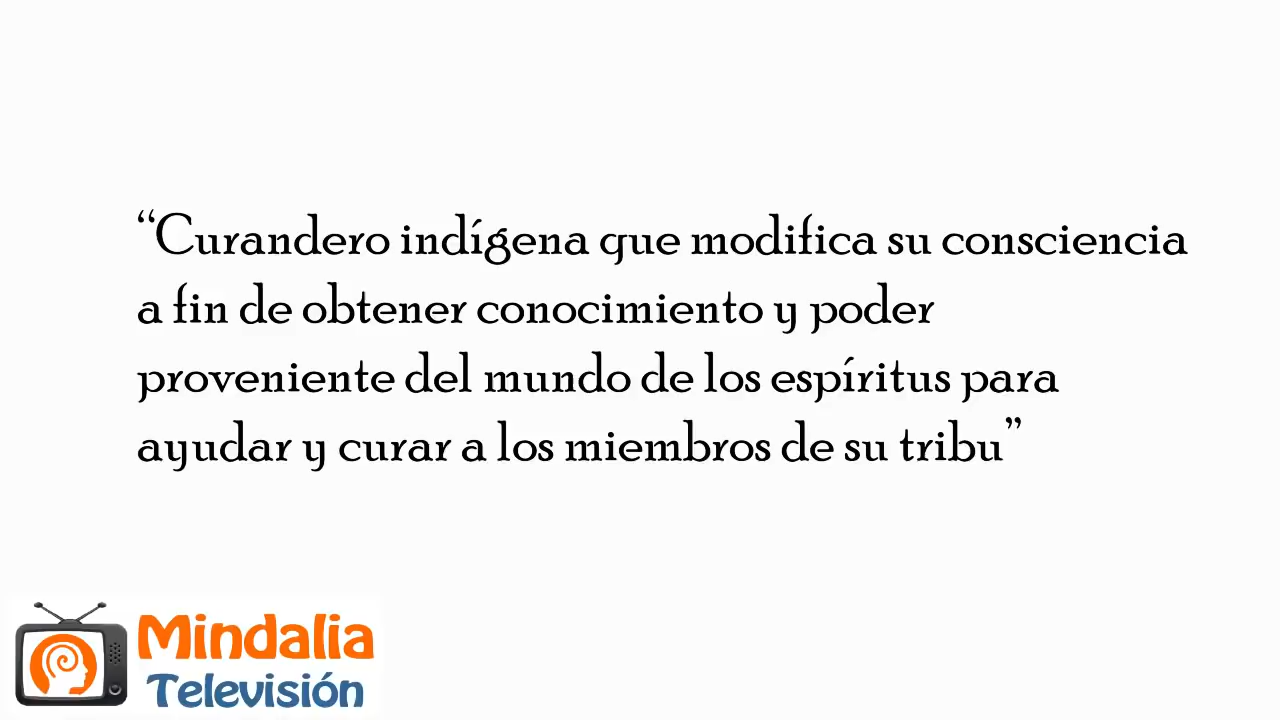 “Curandero indígena que modifica su consciencia
a fin de obtener conocimiento y poder
proveniente del mundo de los espíritus para
ayudar y curar a los miembros de su tribu”
Mindalia
Televisión